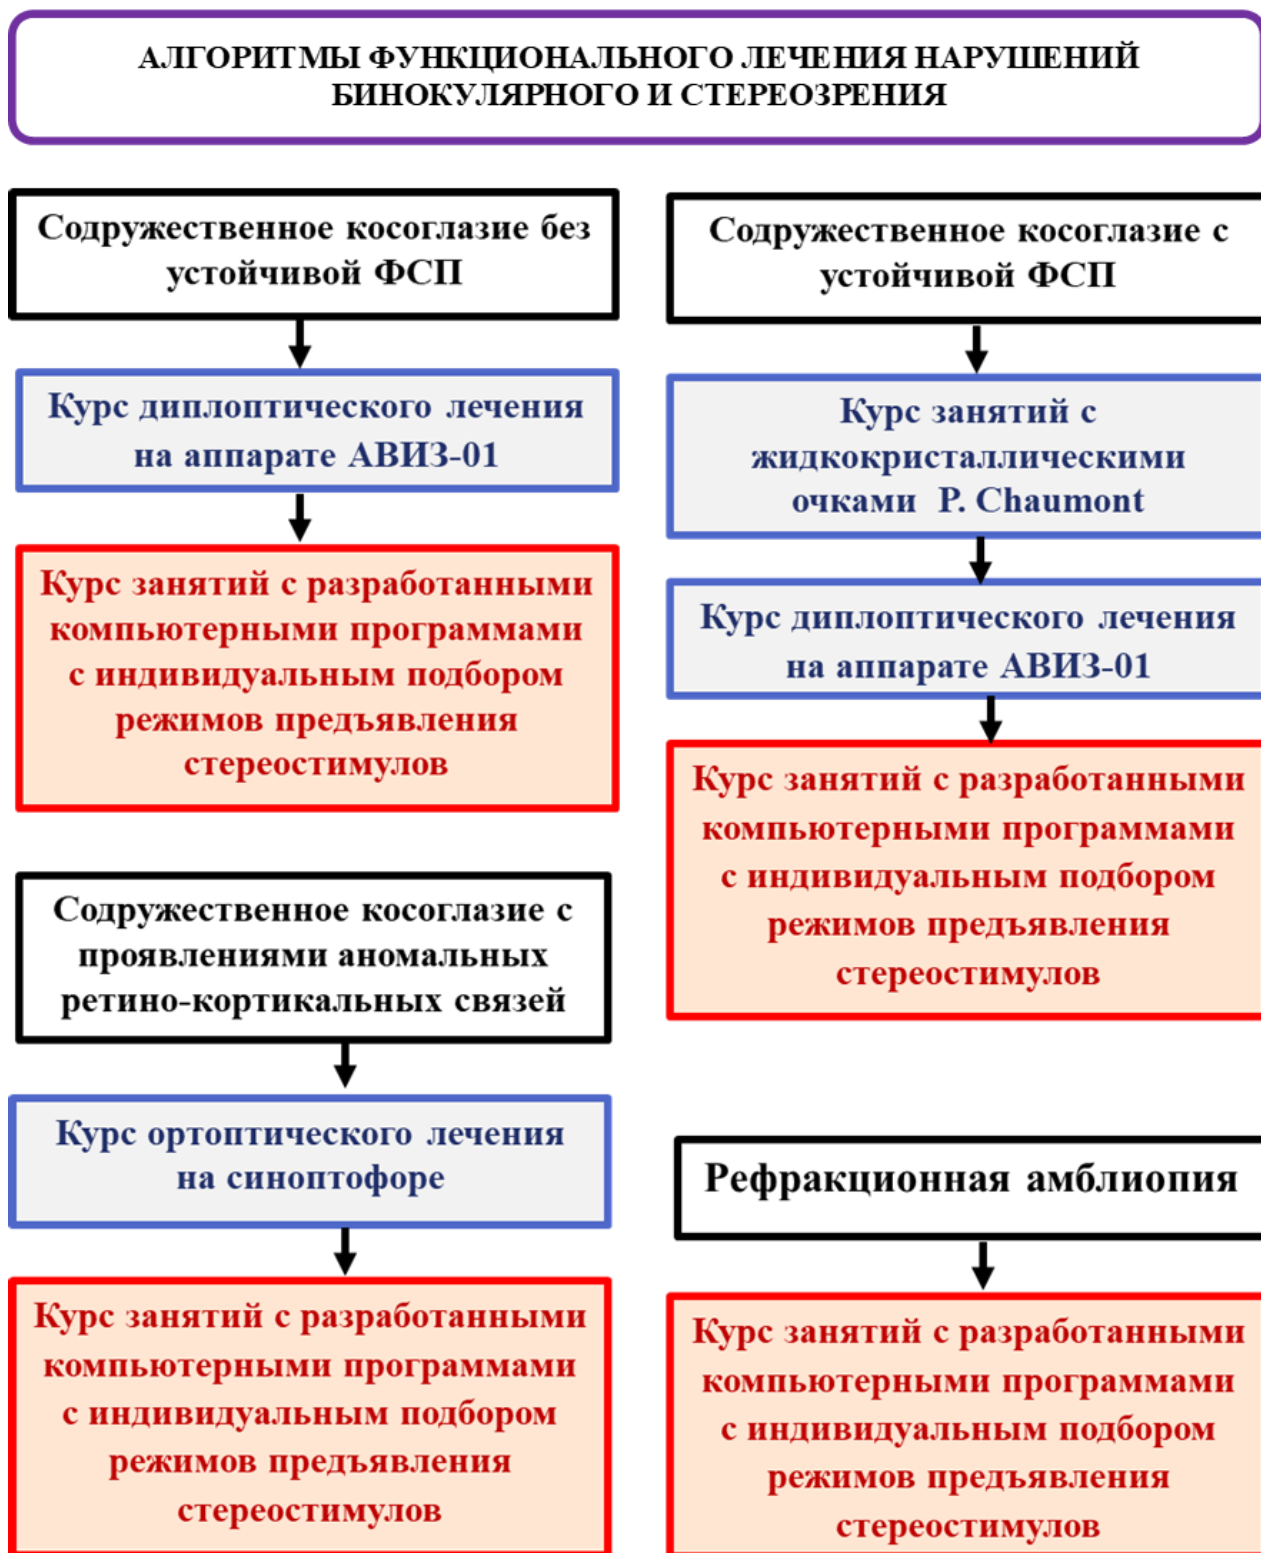 АЛГОРИТМЫ ФУНКЦИОНАЛЬНОГО ЛЕЧЕНИЯ НАРУШЕНИЙ
БИНОКУЛЯРНОГО И СТЕРЕОЗРЕНИЯ
Содружественное косоглазие без
устойчивой ФСП
Курс диплоптического лечения
на аппарате АВИЗ-01
Курс занятий с разработанными
компьютерными программами
с индивидуальным подбором
режимов предъявления
стереостимулов
Содружественное косоглазие с
устойчивой ФСП
Курс занятий с
жидкокристаллическими
очками P. Chaumont
Курс диплоптического лечения
на аппарате АВИЗ-01
Курс занятий с разработанными
компьютерными программами
с индивидуальным подбором
режимов предъявления
стереостимулов
Содружественное косоглазие с
проявлениями аномальных
ретино-кортикальных связей
Курс ортоптического лечения
на синоптофоре
Курс занятий с разработанными
компьютерными программами
с индивидуальным подбором
режимов предъявления
стереостимулов
Рефракционная амблиопия
Курс занятий с разработанными
компьютерными программами
с индивидуальным подбором
режимов предъявления
стереостимулов